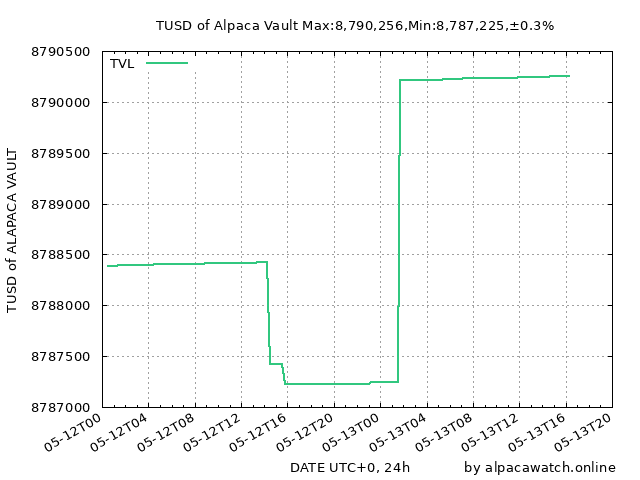 TUSD of Alpaca Vault Max:8,790,256,Min:8,787,225,±0.3%
TVL
8790500
8790000
8789500
8789000
8788500
8788000
8787500
8787000
TUSD of ALAPACA VAULT
05-12T00
05-12T04
05-12T08
05-12T12
05-12T16
05-12T20
05-13T00
05-13T04
05-13T08
05-13T12
05-13T16
05-13T20
DATE UTC+0, 24h
by alpacawatch.online